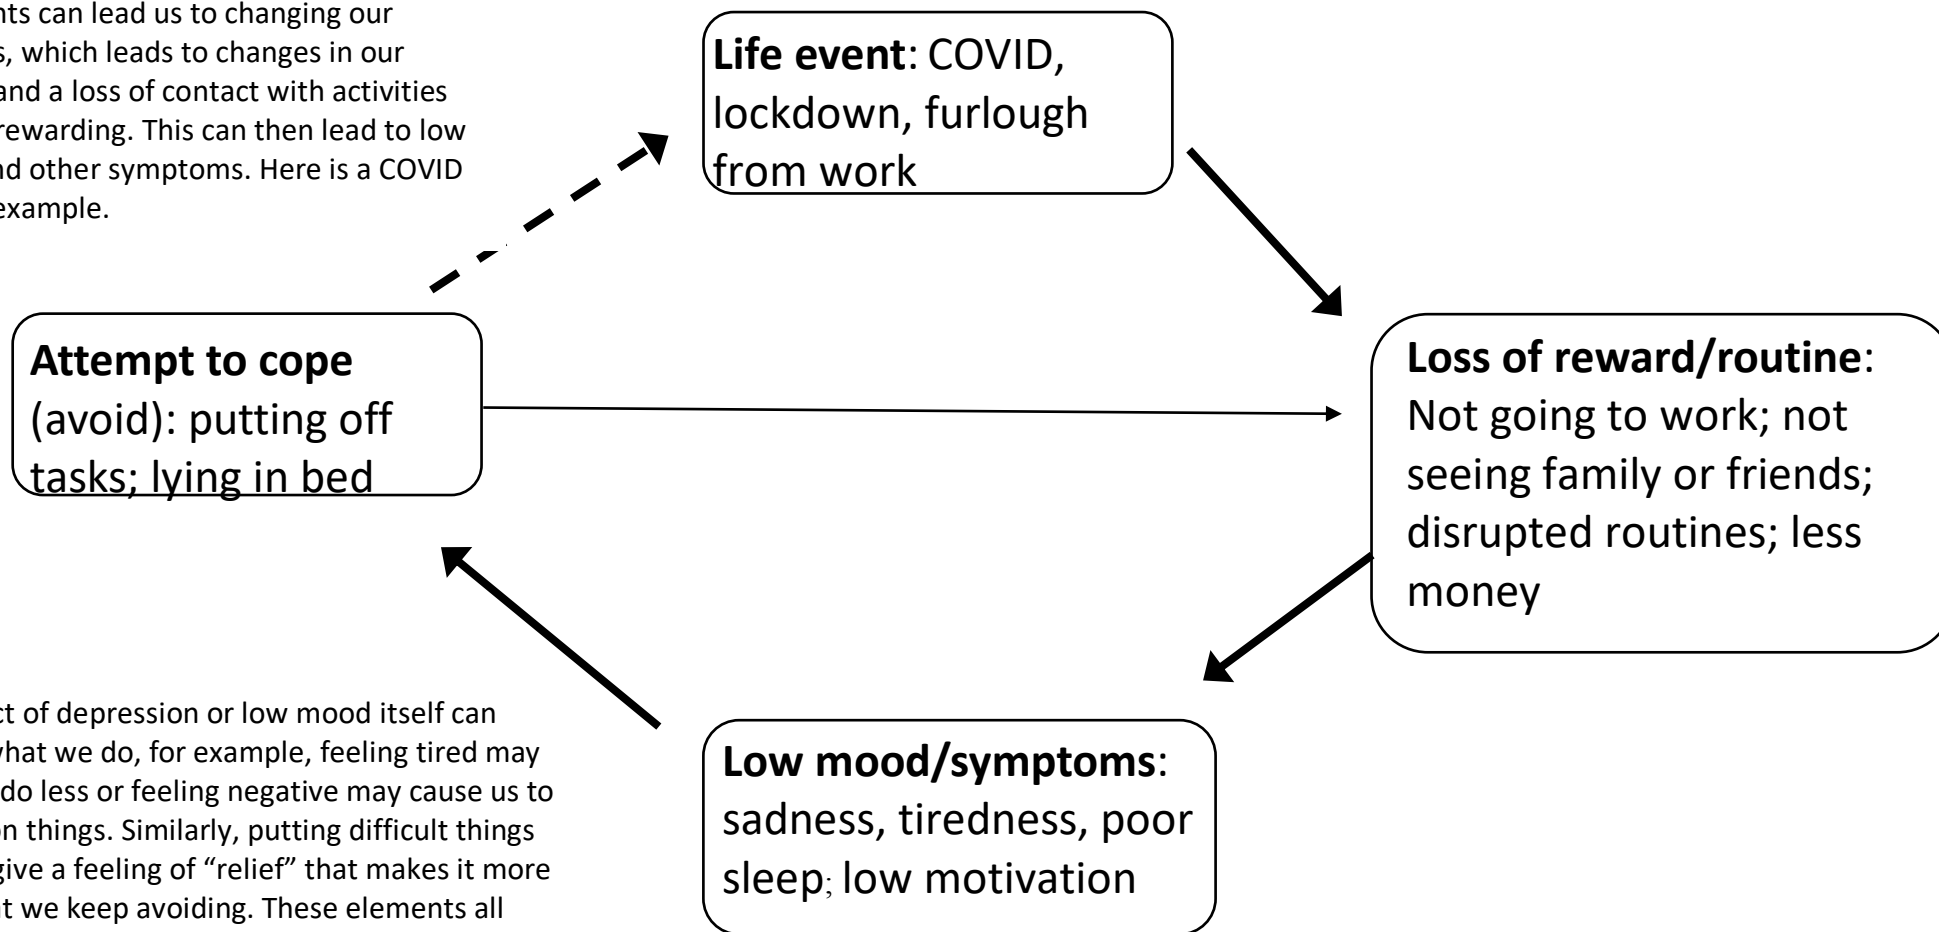 nts can lead us to changing our
s, which leads to changes in our
and a loss of contact with activities
rewarding. This can then lead to low
nd other symptoms. Here is a COVID
example.
Life event: COVID,
lockdown, furlough
from work
Attempt to cope
(avoid): putting off
tasks; lying in bed
Loss of reward/routine:
Not going to work; not
seeing family or friends;
disrupted routines; less
money
ct of depression or low mood itself can
what we do, for example, feeling tired may
do less or feeling negative may cause us to
on things. Similarly, putting difficult things
give a feeling of “relief” that makes it more
at we keep avoiding. These elements all
Low mood/symptoms:
sadness, tiredness, poor
sleep; low motivation